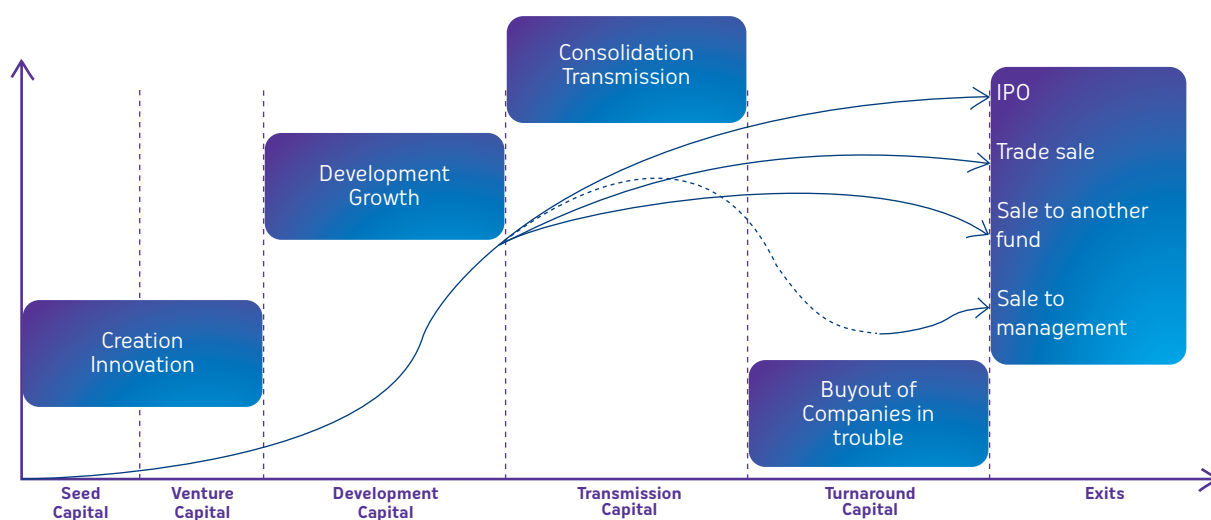 Consolidation
Transmission
IPO
Trade sale
Sale to another
fund
Sale to
management
Development
Growth
Creation
Innovation
Buyout of
Companies in
trouble
Seed
Capital
Venture
Capital
Development
Capital
Transmission
Capital
Turnaround
Capital
Exits